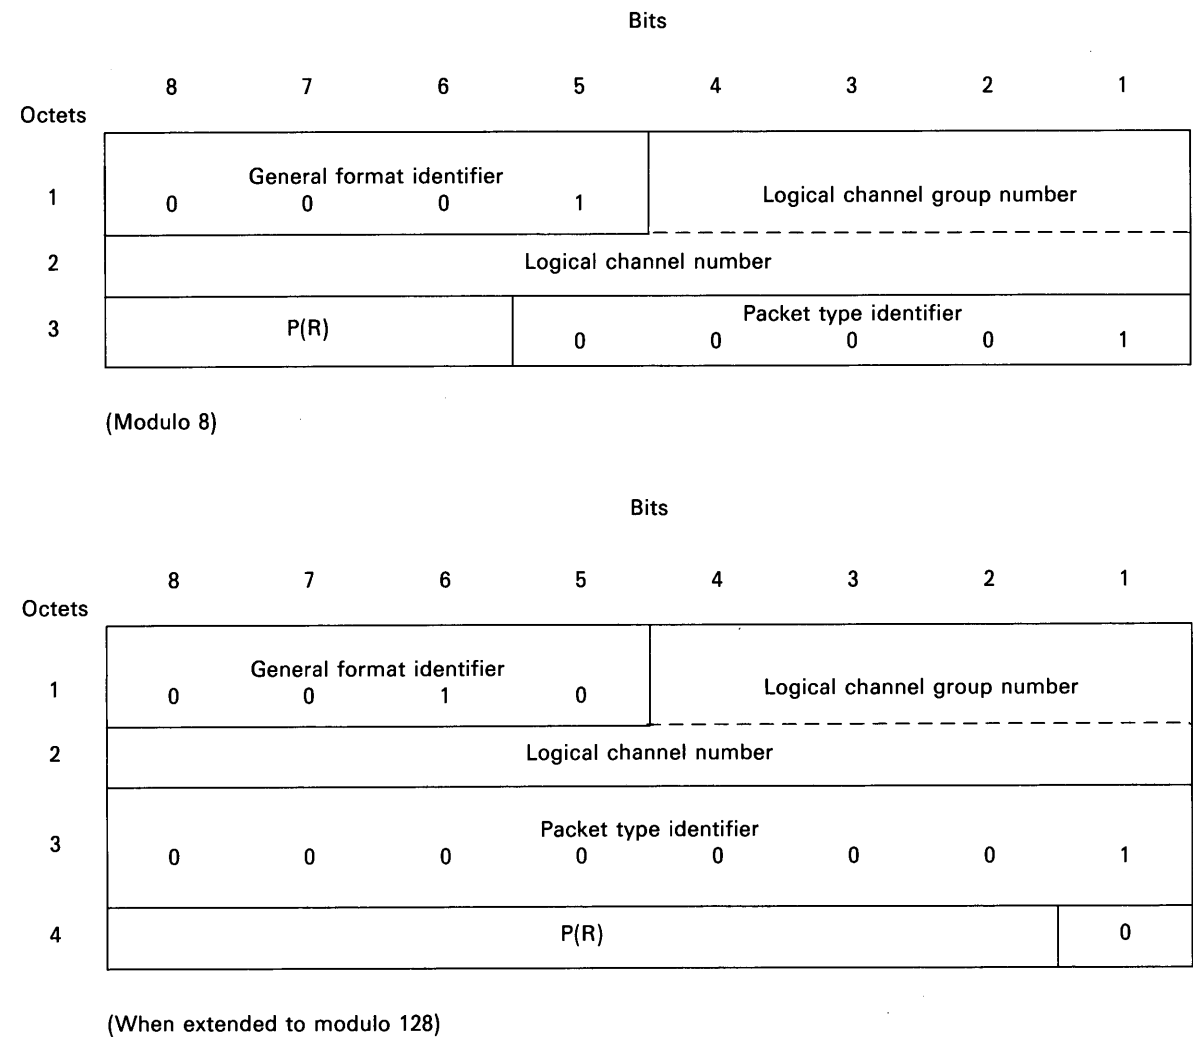 Bits
8 7 6 5 4 3 2 1
Octets
General format identifier
1 0 0 0 1 Logical channel group number
2 Logical channel number
Packet type identifier
3 P(R) 0 0 0 0 1
(Modulo 8)
Bits
8 7 6 5 4 3 2 1
Octets
General format identifier
1 0 0 1 0 Logical channel group number
2 Logical channel number
Packet type identifier
3 0 0 0 0 0 0 0 1
4 P(R) 0
(When extended to modulo 128)